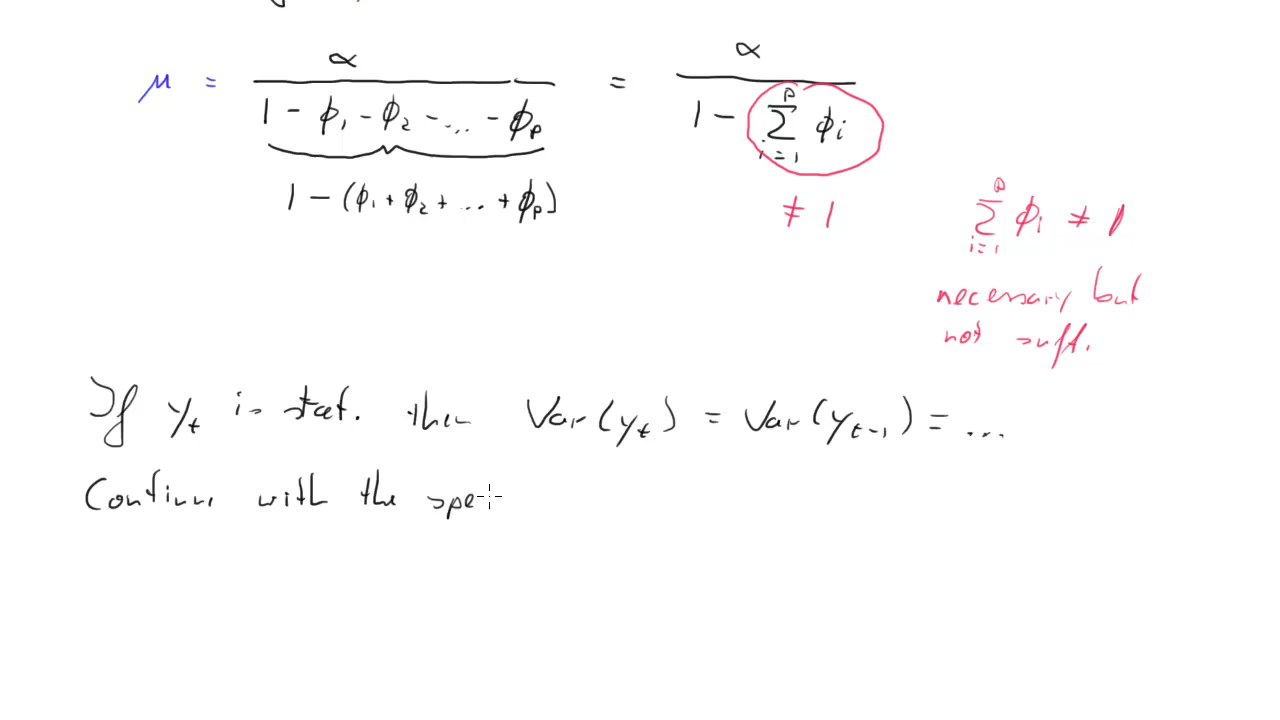 μ = α / (1 - ϕ₁ - ϕ₂ - ... - ϕₚ) = α / (1 - Σᵢ₌₁ᵖ ϕᵢ)
1 - (ϕ₁ + ϕ₂ + ... + ϕₚ)
≠ 1
Σᵢ₌₁ᵖ ϕᵢ ≠ 1
necessary but
not suff.
If yₜ is stat. then Var(yₜ) = Var(yₜ₋₁) = ...
Continue with the spe